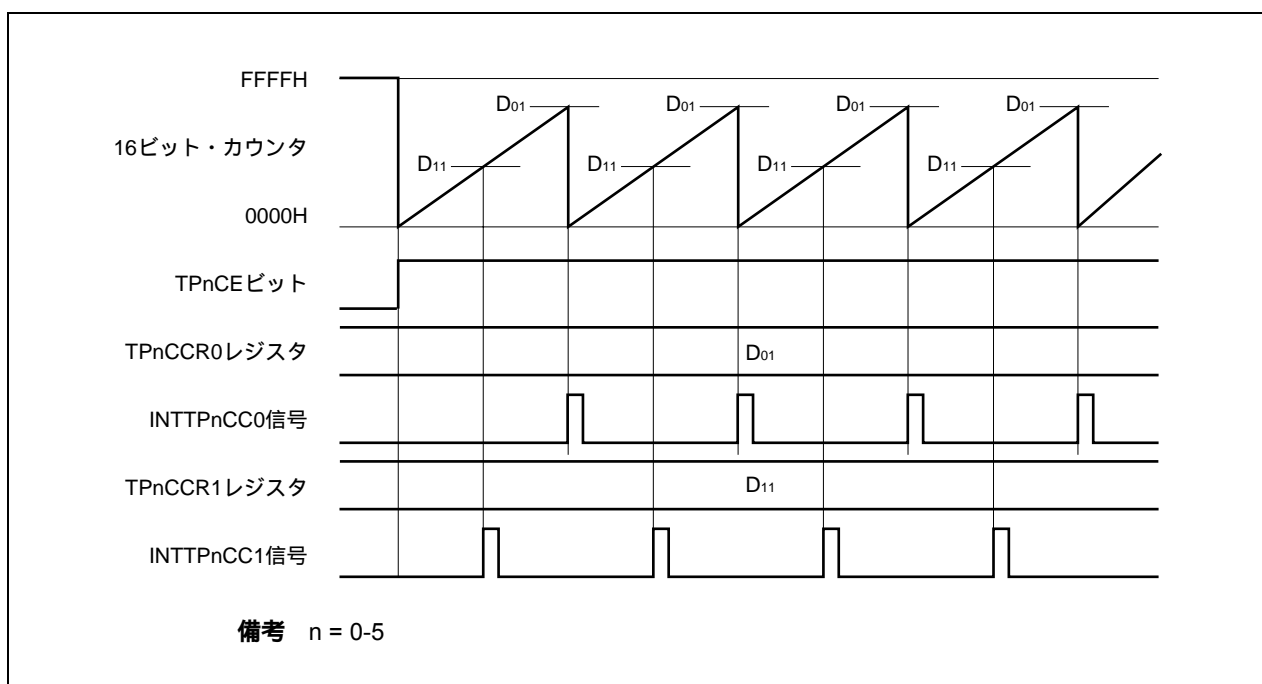 FFFFH
D01 D01 D01 D01
16ビット・カウンタ
D11 D11 D11 D11
0000H
TPnCEビット
TPnCCR0レジスタ D01
INTTPnCC0信号
TPnCCR1レジスタ D11
INTTPnCC1信号
備考 n = 0-5